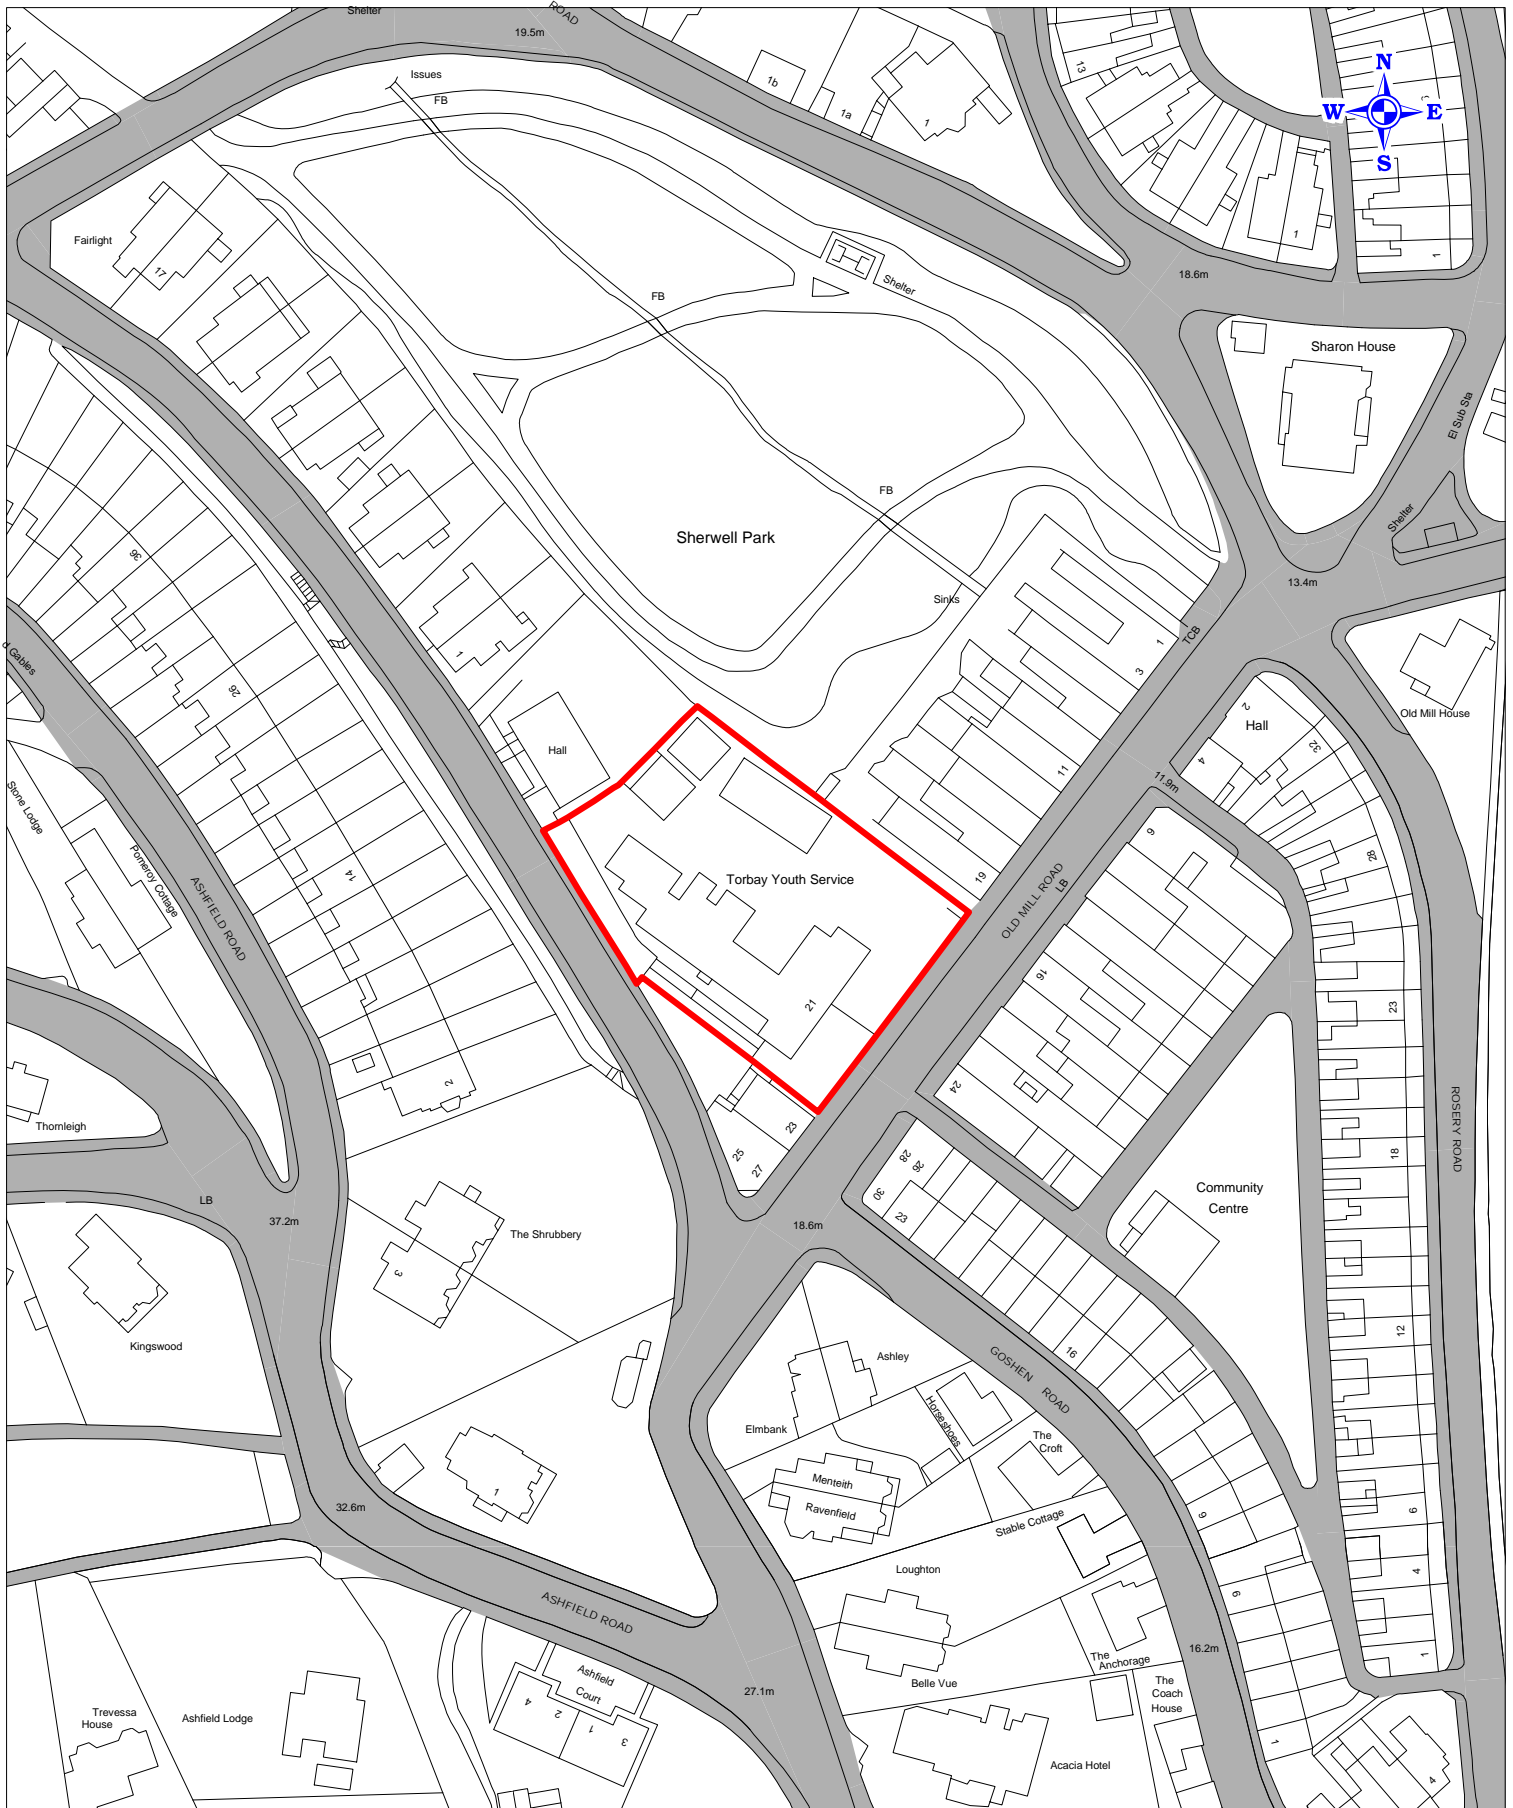 Shelter
ROAD
19.5m
Issues
FB
1b
1a
1
13
N
W
E
S
Fairlight
17
18.6m
1
1
Shelter
FB
Sharon House
El Sub Sta
FB
Sherwell Park
Shelter
36
13.4m
Sinks
TCB
1
3
d Gables
1
26
Hall
2
Hall
32
Old Mill House
4
11
11.9m
Stone Lodge
9
28
14
Pomeroy Cottage
Torbay Youth Service
19
OLD MILL ROAD
LB
ASHFIELD ROAD
16
21
23
2
24
Thornleigh
23
25
27
28
26
30
23
18
ROSERY ROAD
LB
37.2m
The Shrubbery
3
18.6m
Community
Centre
Kingswood
12
Ashley
16
GOSHEN ROAD
Elmbank
Horseshoes
The
Croft
Menteith
Ravenfield
1
32.6m
Stable Cottage
9
6
Loughton
4
6
ASHFIELD ROAD
16.2m
The
Anchorage
1
Ashfield
Court
Belle Vue
The
Coach
House
27.1m
4
2
1
3
Trevessa
House
Ashfield Lodge
Acacia Hotel
1
4